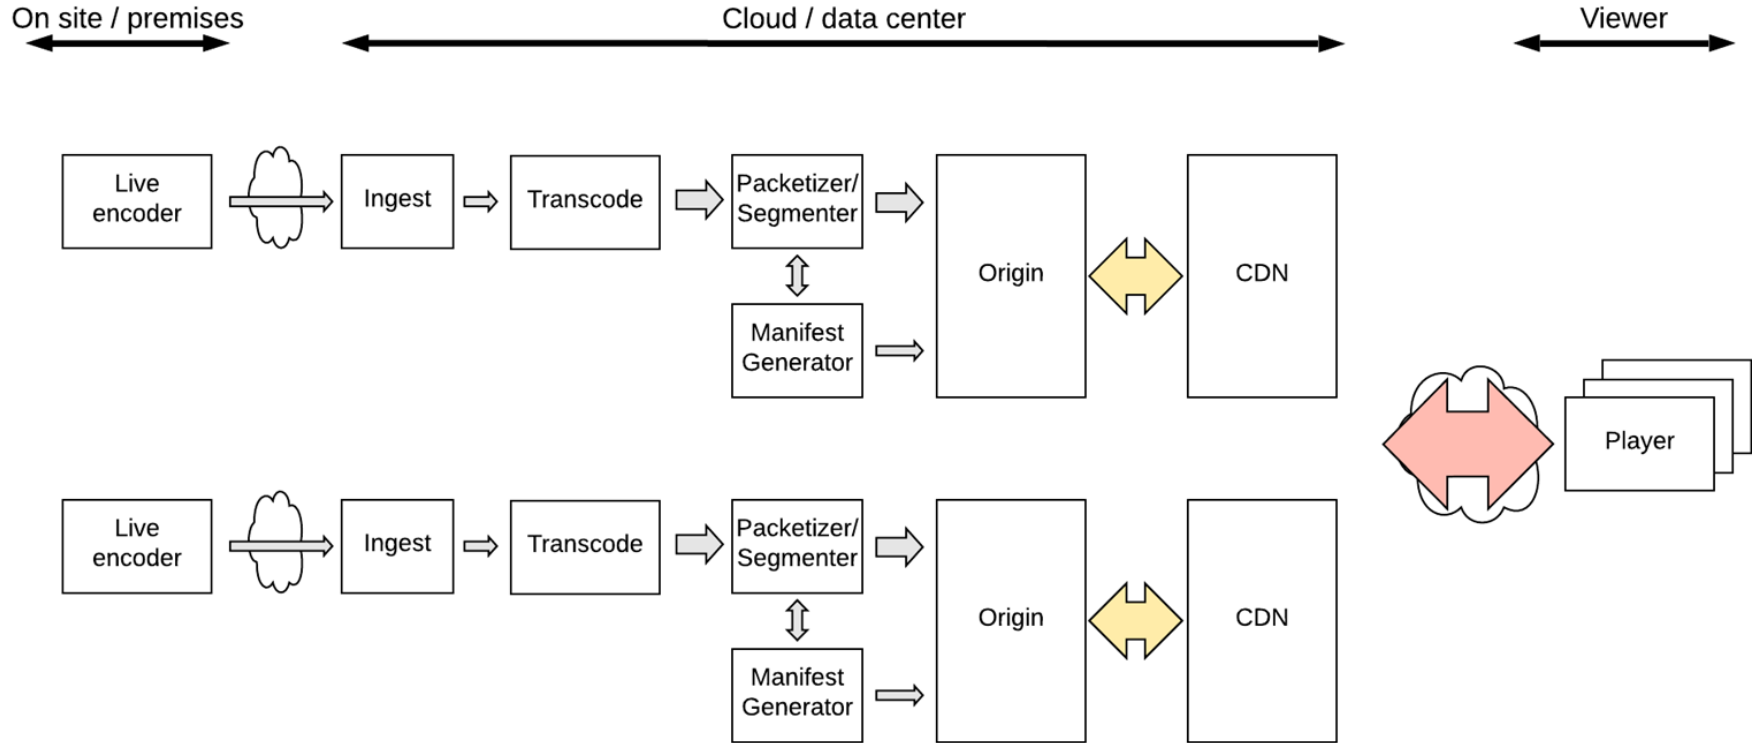 On site / premises
Cloud / data center
Viewer
Live
encoder
Ingest
Transcode
Packetizer/
Segmenter
Manifest
Generator
Origin
CDN
Player
Live
encoder
Ingest
Transcode
Packetizer/
Segmenter
Manifest
Generator
Origin
CDN